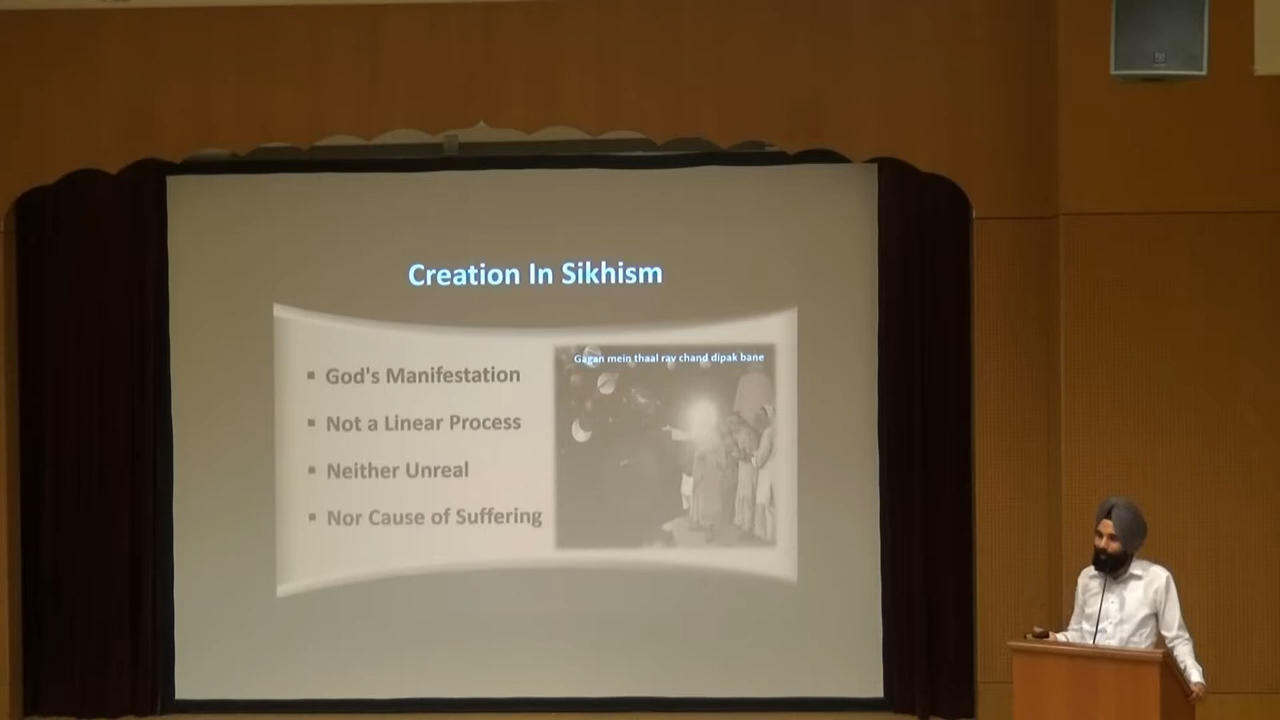 Creation In Sikhism
Gagan mein thaal rav chand dipak bane
▪ God's Manifestation
▪ Not a Linear Process
▪ Neither Unreal
▪ Nor Cause of Suffering